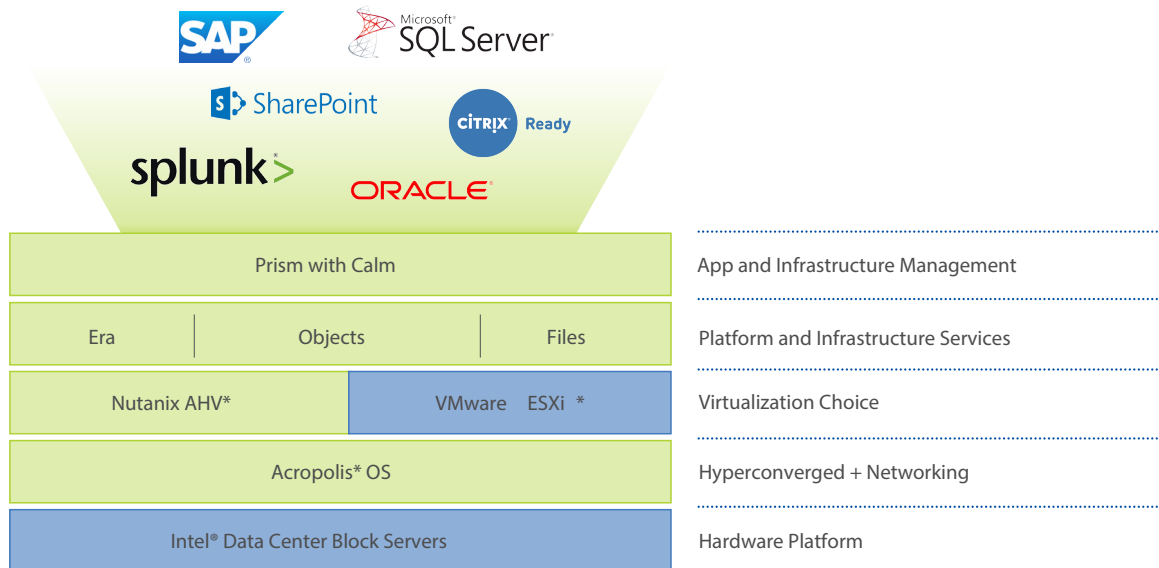 SAP®
Microsoft®
SQL Server
S SharePoint
CİTRIX® Ready
splunk>®
ORACLE®
Prism with Calm
App and Infrastructure Management
Era Objects Files
Platform and Infrastructure Services
Nutanix AHV* VMware ESXi *
Virtualization Choice
Acropolis* OS
Hyperconverged + Networking
Intel® Data Center Block Servers
Hardware Platform